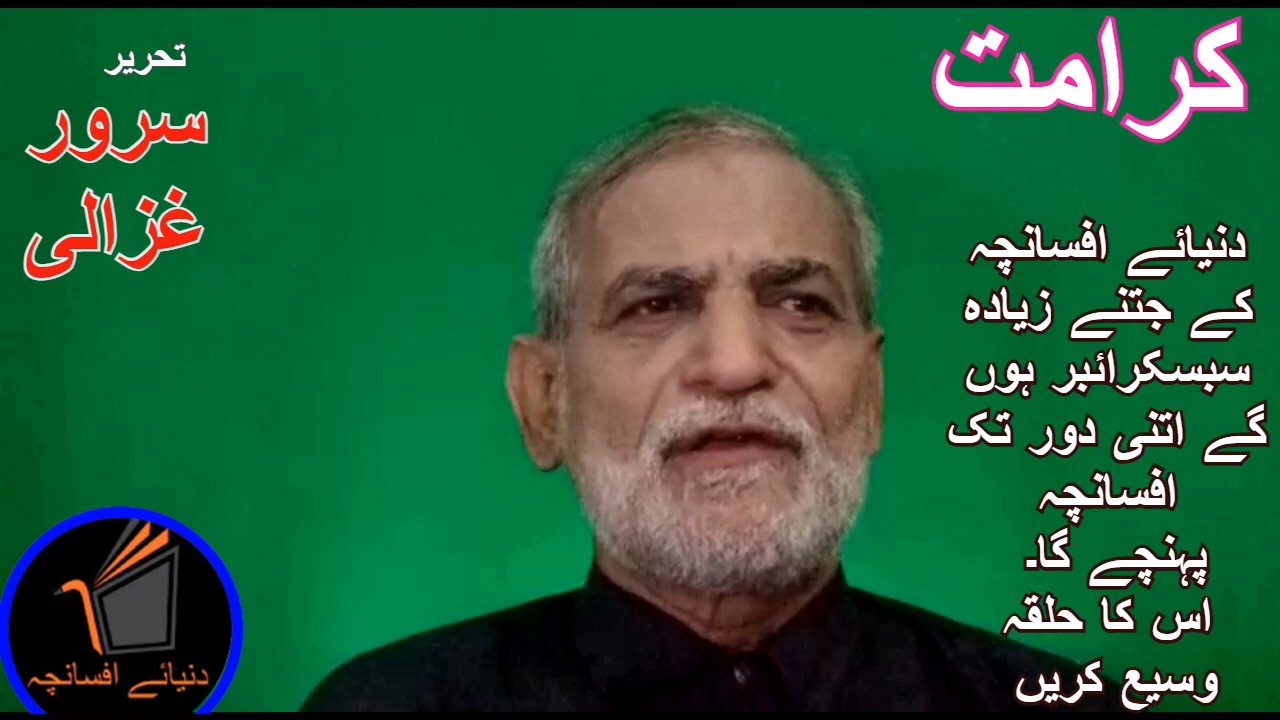 کرامت
تحریر
سرور
غزالی
دنیائے افسانچہ
کے جتنے زیادہ
سبسکرائبر ہوں
گے اتنی دور تک
افسانچہ
پہنچے گا۔
اس کا حلقہ
وسیع کریں
دنیائے افسانچہ